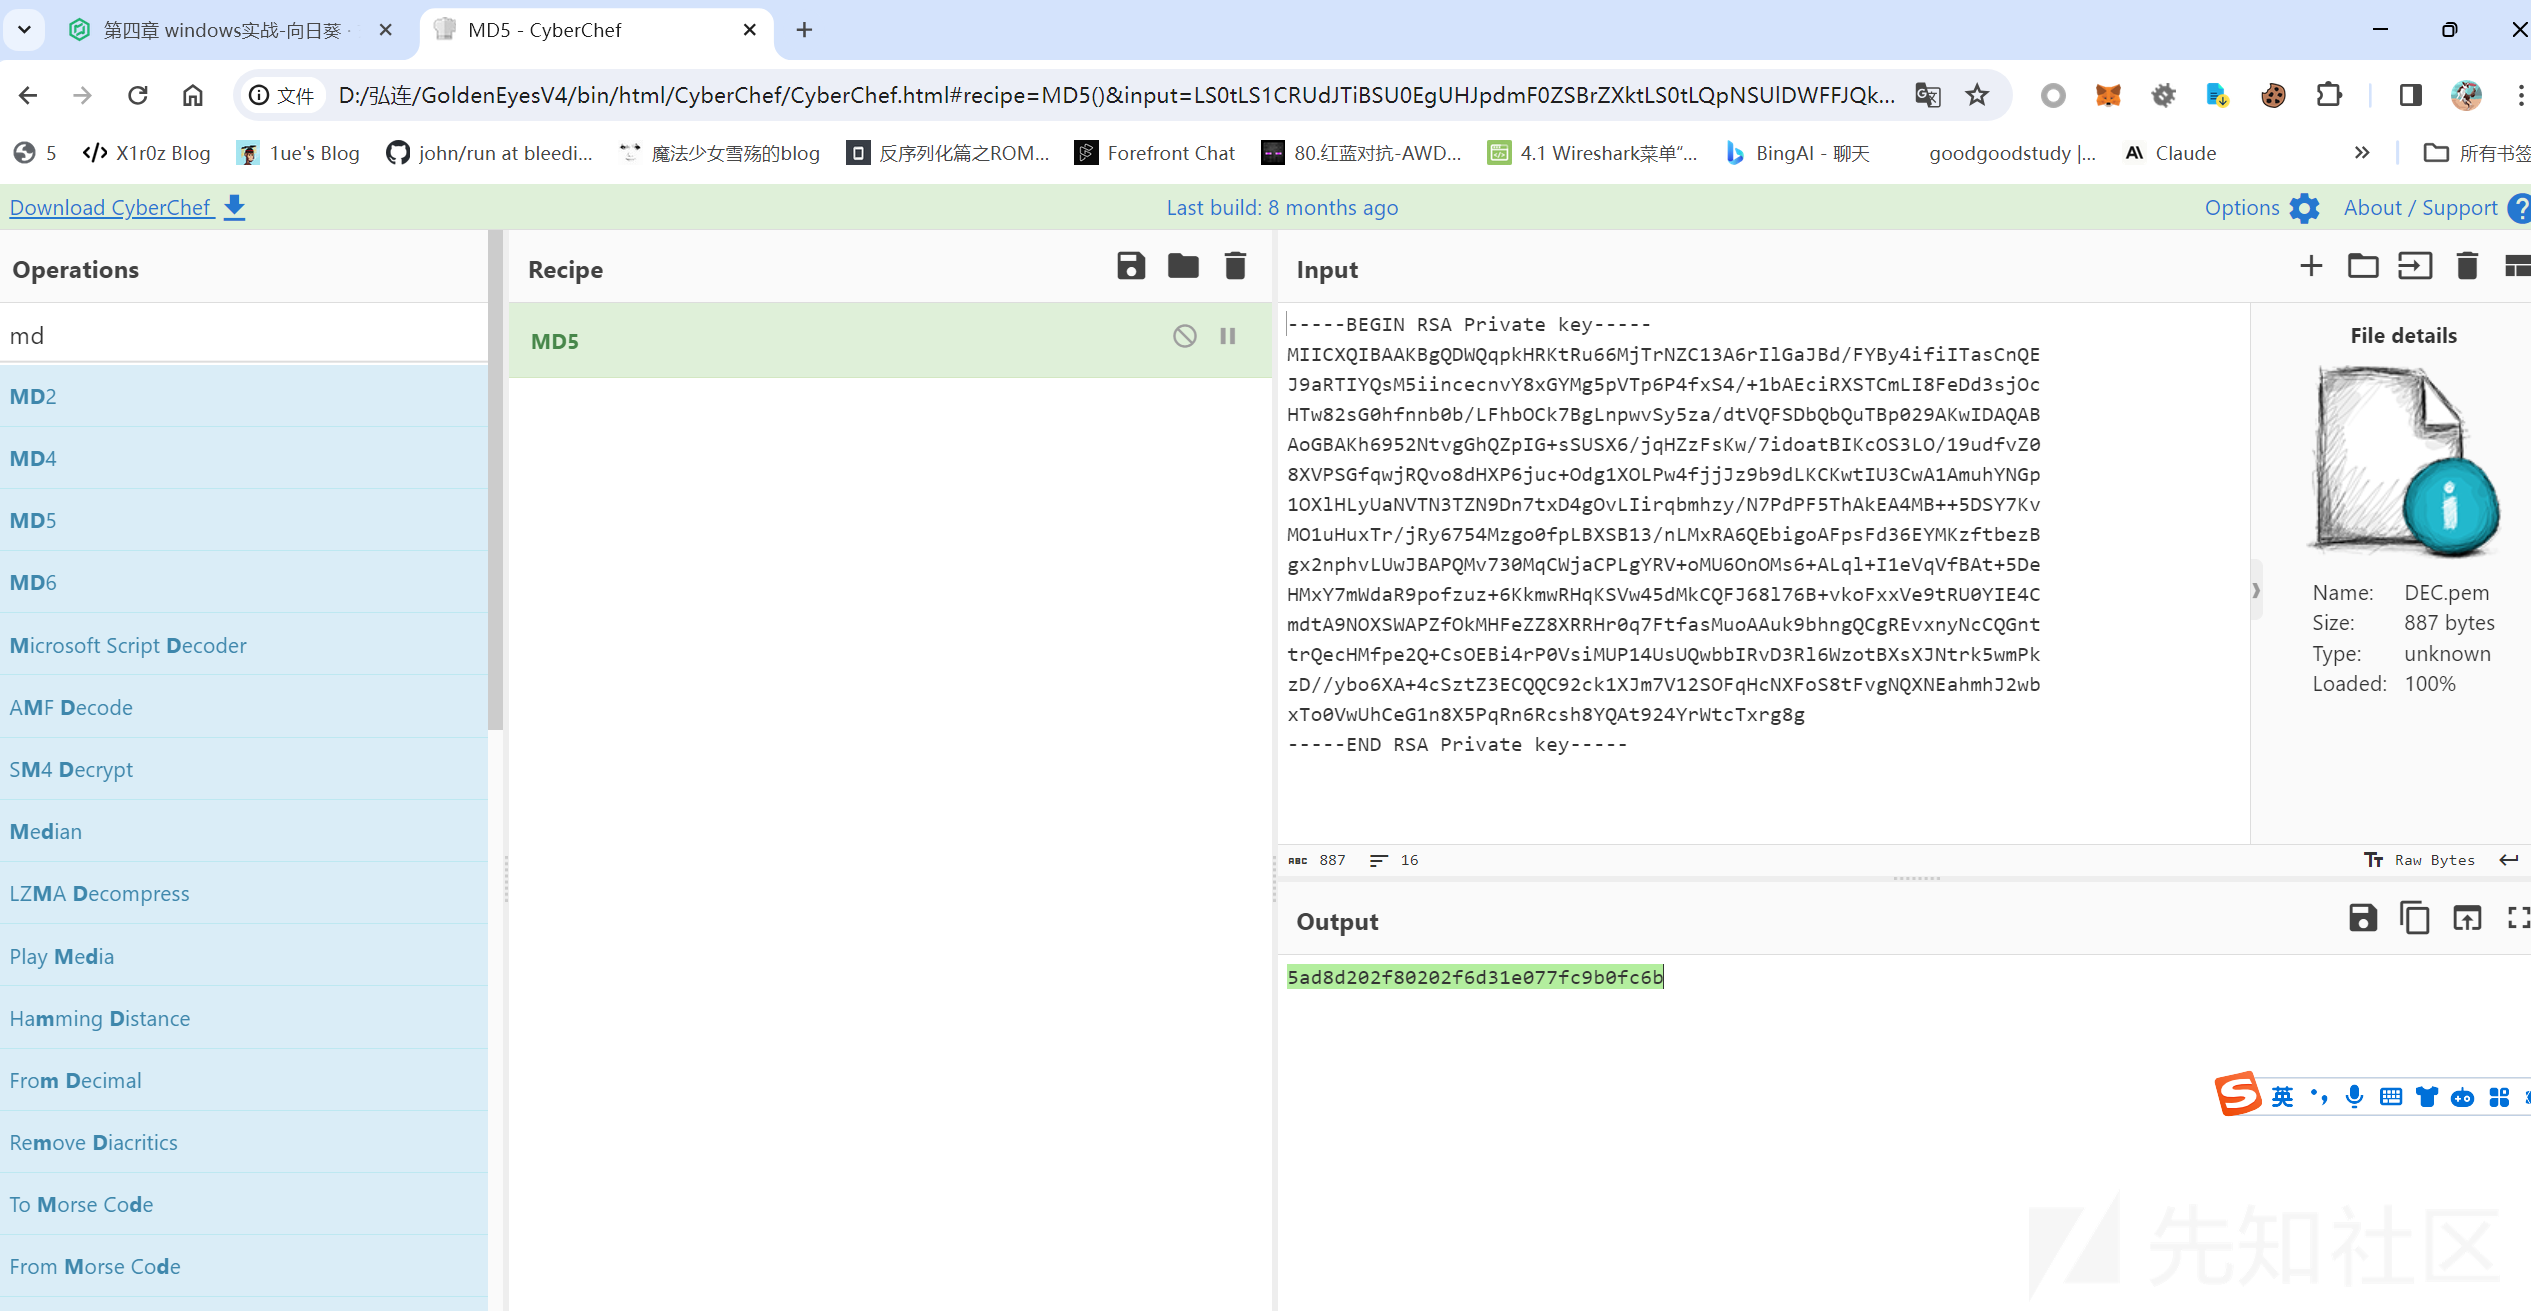 第四章 windows实战-向日葵 ·
MD5 - CyberChef
文件 D:/弘连/GoldenEyesV4/bin/html/CyberChef/CyberChef.html#recipe=MD5()&input=LS0tLS1CRUdJTiBSU0EgUHJpdmF0ZSBrZXktLS0tLQpNSUlDWFFJQk...
5 X1r0z Blog 1ue's Blog john/run at bleedi... 魔法少女雪殇的blog 反序列化篇之ROM... Forefront Chat 80.红蓝对抗-AWD... 4.1 Wireshark菜单“... BingAI - 聊天 goodgoodstudy |... Claude 所有书签
Download CyberChef Last build: 8 months ago Options About / Support
Operations
md
MD2
MD4
MD5
MD6
Microsoft Script Decoder
AMF Decode
SM4 Decrypt
Median
LZMA Decompress
Play Media
Hamming Distance
From Decimal
Remove Diacritics
To Morse Code
From Morse Code
Recipe
MD5
Input
-----BEGIN RSA Private key-----
MIICXQIBAAKBgQDWQqpkHRKtRu66MjTrNZC13A6rIlGaJBd/FYBy4ifiITasCnQE
J9aRTIYQsM5iincecnvY8xGYMg5pVTp6P4fxS4/+1bAEciRXSTCmLI8FeDd3sjOc
HTw82sG0hfnnb0b/LFhbOCk7BgLnpwvSy5za/dtVQFSDbQbQuTBp029AKwIDAQAB
AoGBAKh6952NtvgGhQZpIG+sSUSX6/jqHZzFsKw/7idoatBIKcOS3LO/19udfvZ0
8XVPSGfqwjRQvo8dHXP6juc+Odg1XOLPw4fjjJz9b9dLKCKwtIU3CwA1AmuhYNGp
1OXlHLyUaNVTN3TZN9Dn7txD4gOvLIirqbmhzy/N7PdPF5ThAkEA4MB++5DSY7Kv
MO1uHuxTr/jRy6754Mzgo0fpLBXSB13/nLMxRA6QEbigoAFpsFd36EYMKzftbezB
gx2nphvLUwJBAPQMv730MqCWjaCPLgYRV+oMU6OnOMs6+ALql+I1eVqVfBAt+5De
HMxY7mWdaR9pofzuz+6KkmwRHqKSVw45dMkCQFJ68l76B+vkoFxxVe9tRU0YIE4C
mdtA9NOXSWAPZfOkMHFeZZ8XRRHr0q7FtfasMuoAAuk9bhngQCgREvxnyNcCQGnt
trQecHMfpe2Q+CsOEBi4rP0VsiMUP14UsUQwbbIRvD3Rl6WzotBXsXJNtrk5wmPk
zD//ybo6XA+4cSztZ3ECQQC92ck1XJm7V12SOFqHcNXFoS8tFvgNQXNEahmhJ2wb
xTo0VwUhCeG1n8X5PqRn6Rcsh8YQAt924YrWtcTxrg8g
-----END RSA Private key-----
File details
Name: DEC.pem
Size: 887 bytes
Type: unknown
Loaded: 100%
ABC 887 16 Tт Raw Bytes
Output
5ad8d202f80202f6d31e077fc9b0fc6b
英
先知社区